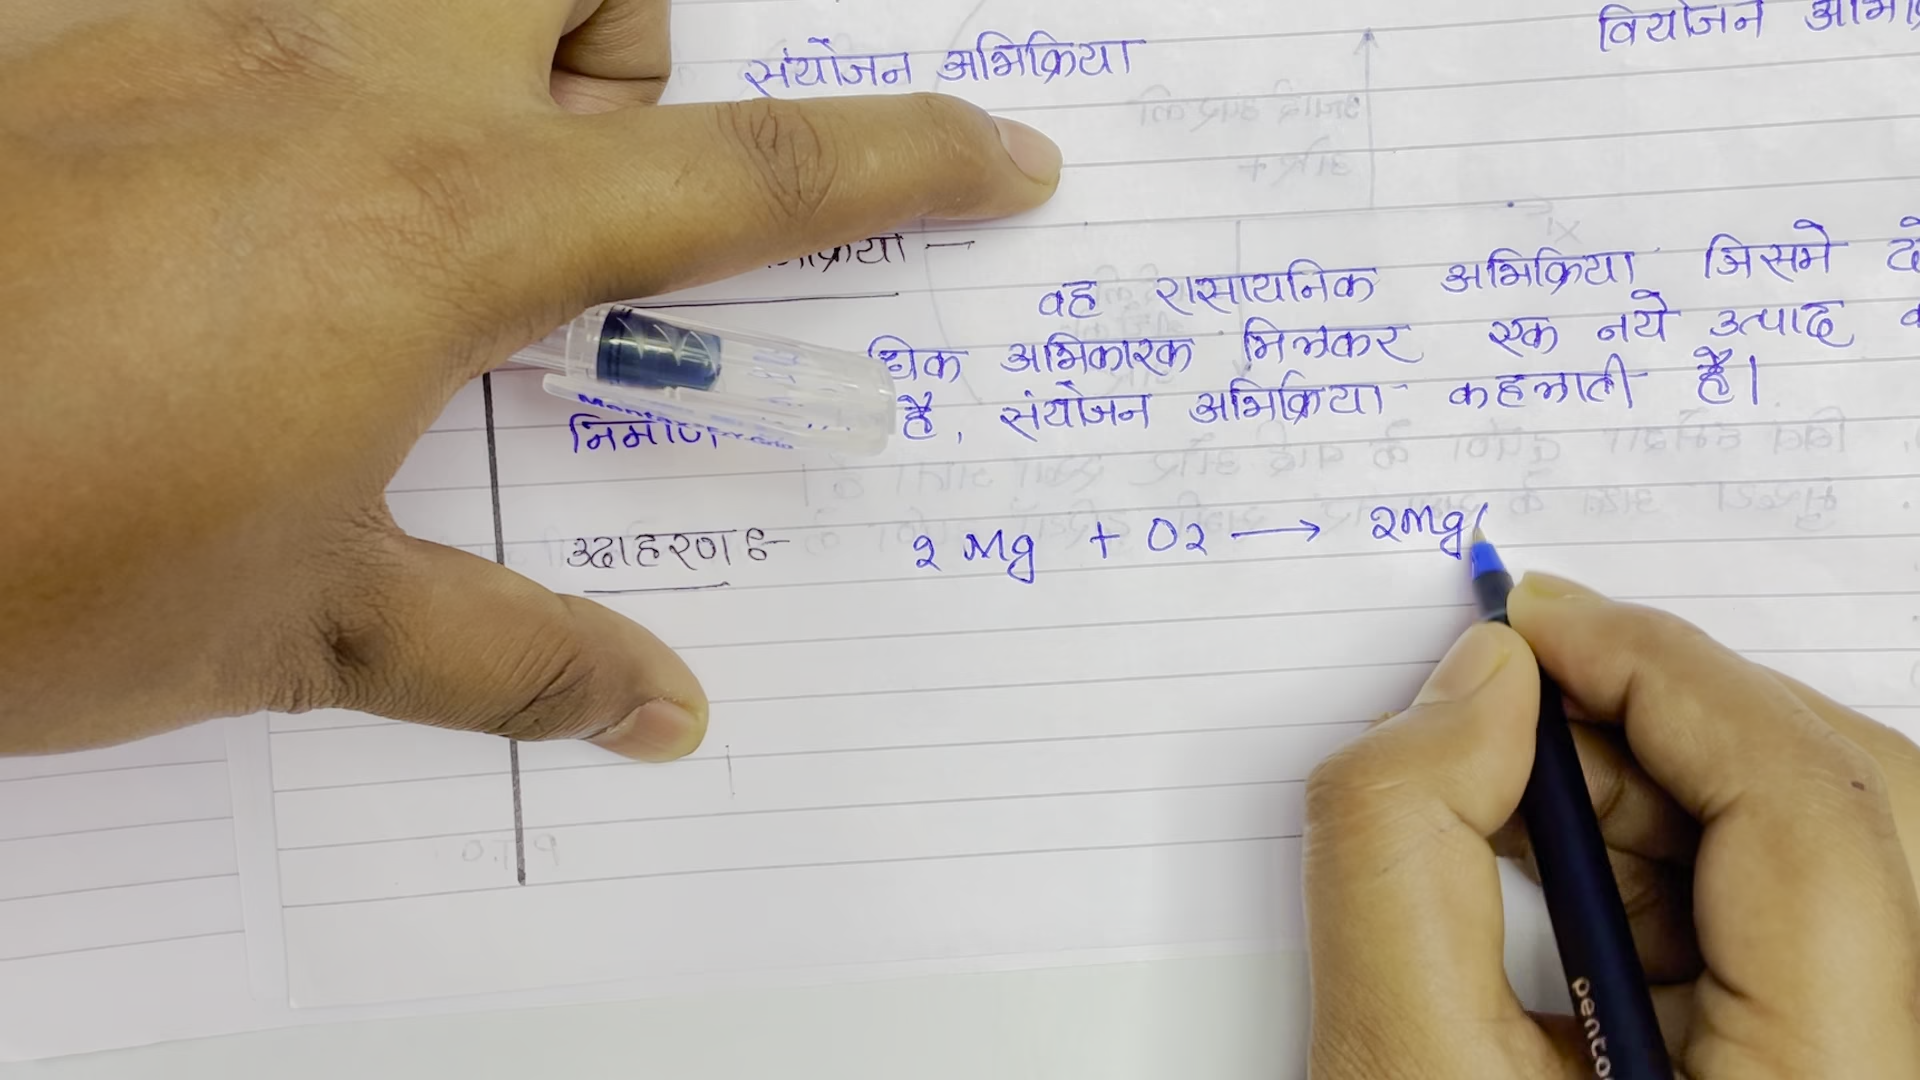 संयोजन अभिक्रिया
वियोजन
वह रासायनिक अभिक्रिया जिसमे
धिक अभिकारक मिलकर एक नये उत्पाद
निर्माण है, संयोजन अभिक्रिया कहलाती है।
उदाहरण :- 2 Mg + O2 → 2Mg
pento